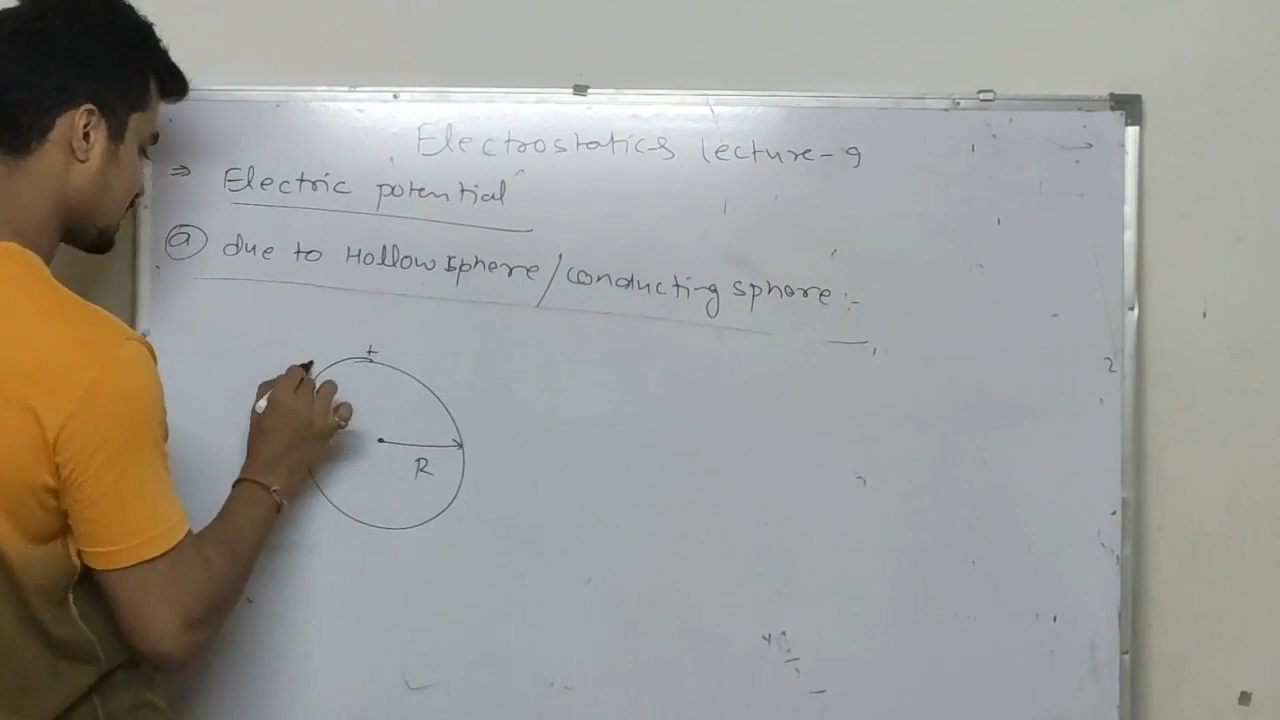 Electrostatics lecture-9
⇒ Electric potential
(a) due to Hollow sphere/conducting sphere:-
+
R